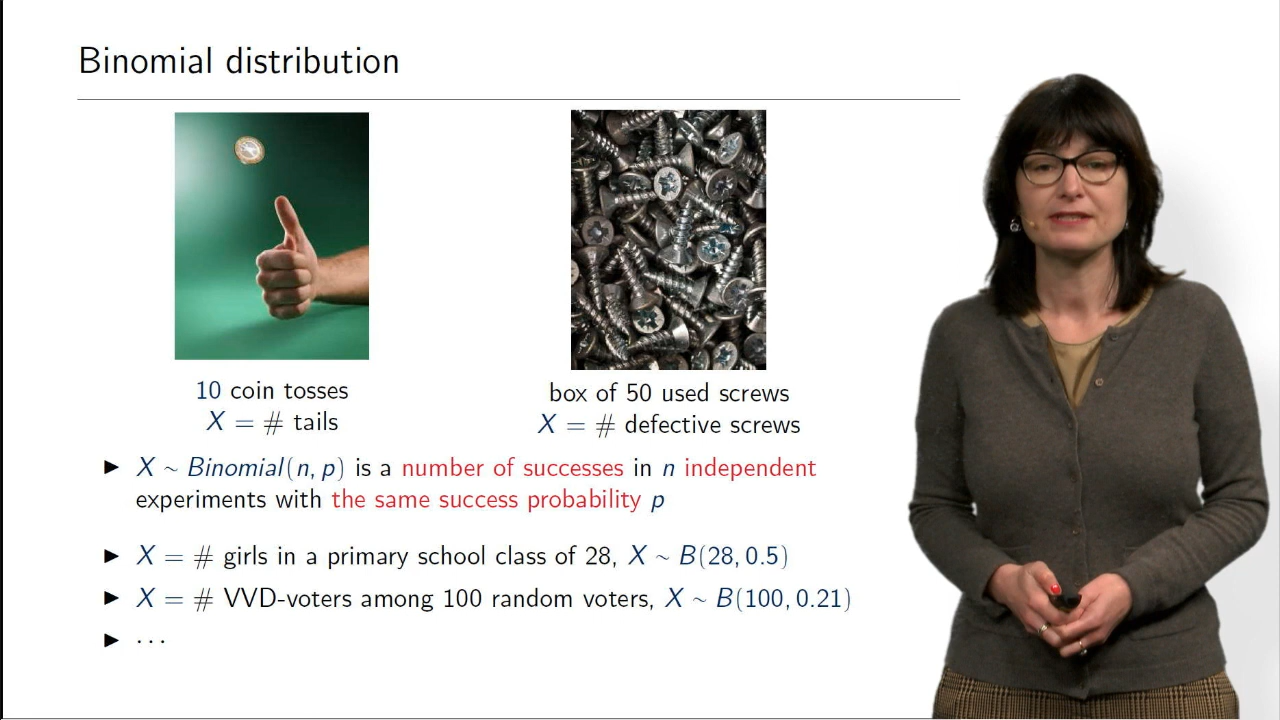 Binomial distribution
10 coin tosses
X = # tails
box of 50 used screws
X = # defective screws
► X ~ Binomial(n, p) is a number of successes in n independent
experiments with the same success probability p
► X = # girls in a primary school class of 28, X ~ B(28, 0.5)
► X = # VVD-voters among 100 random voters, X ~ B(100, 0.21)
► ...